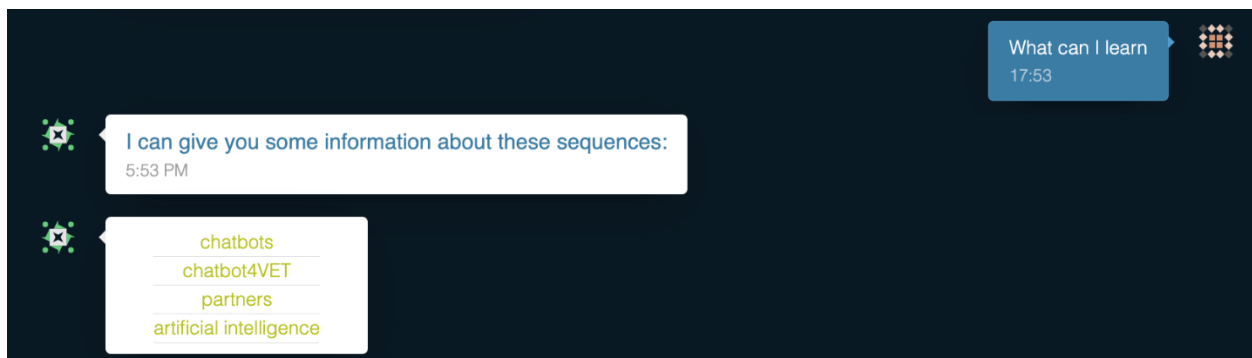 What can I learn
17:53
I can give you some information about these sequences:
5:53 PM
chatbots
chatbot4VET
partners
artificial intelligence